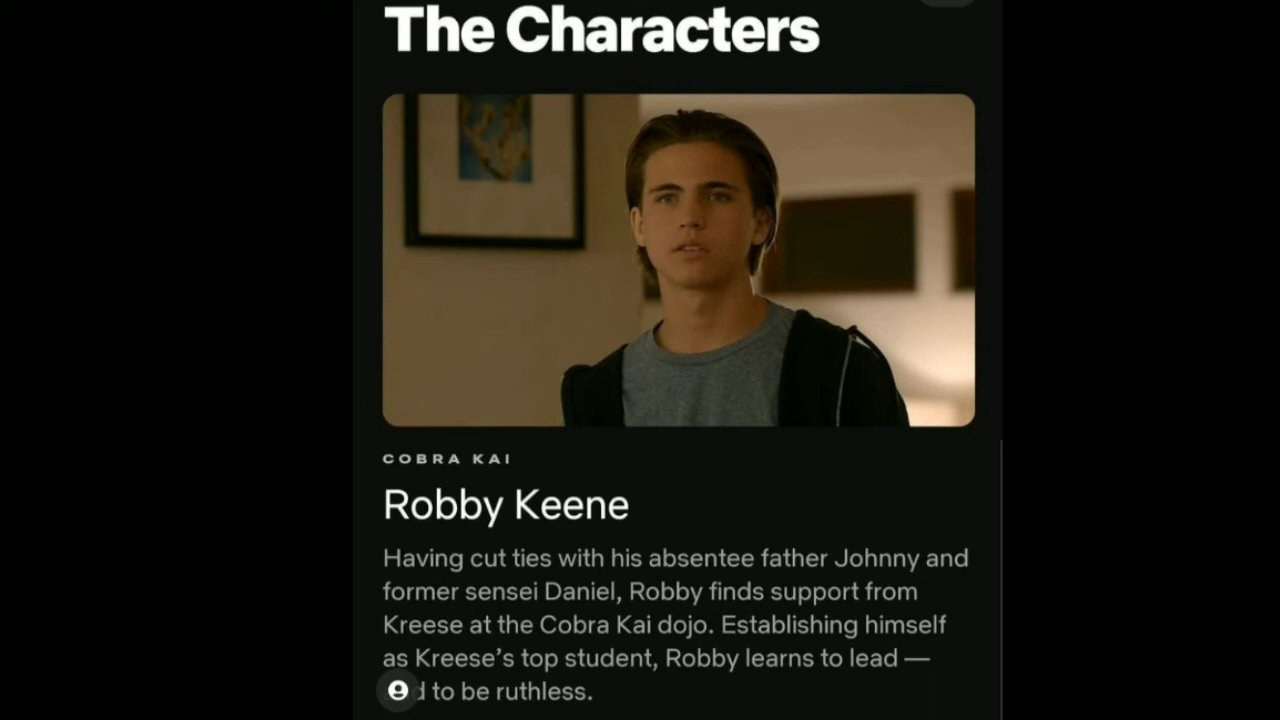 The Characters
COBRA KAI
Robby Keene
Having cut ties with his absentee father Johnny and
former sensei Daniel, Robby finds support from
Kreese at the Cobra Kai dojo. Establishing himself
as Kreese’s top student, Robby learns to lead —
d to be ruthless.